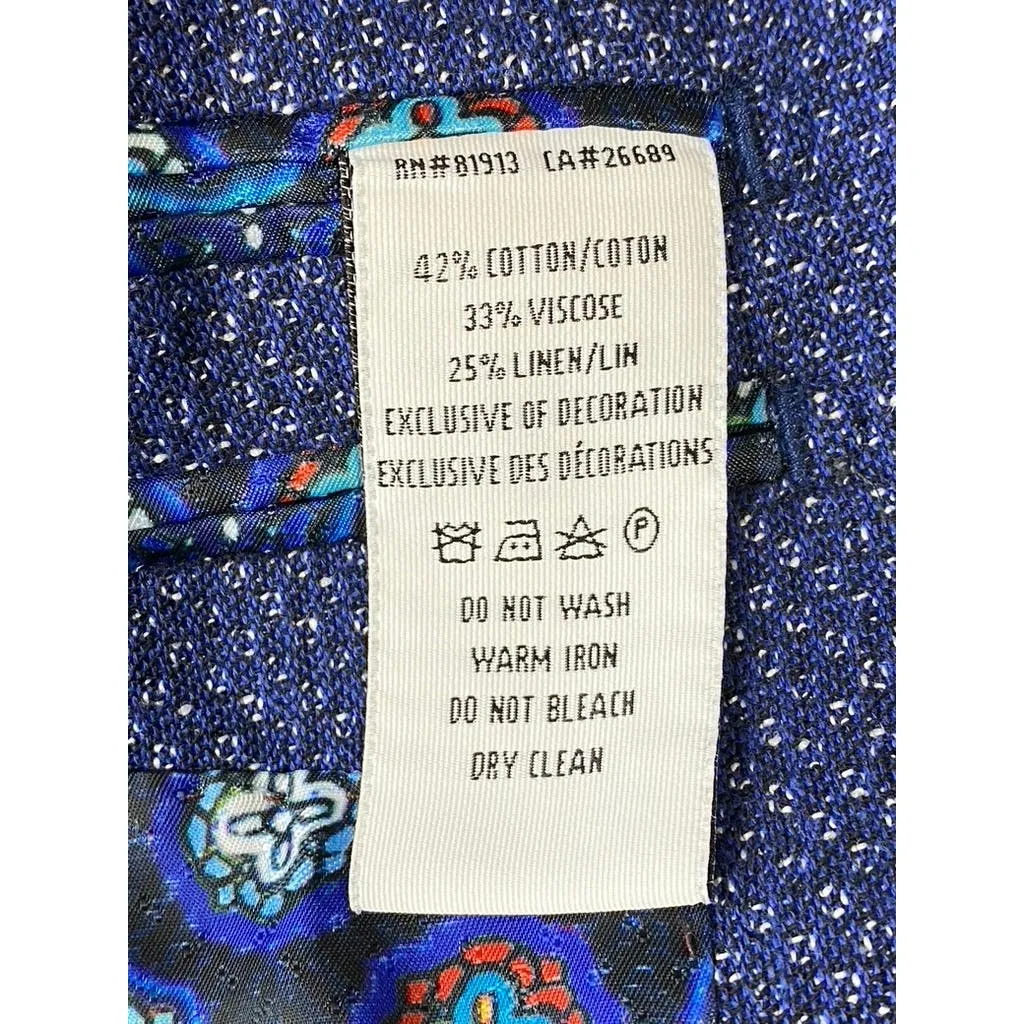 RN#81913 CA#26689
42% COTTON/COTON
33% VISCOSE
25% LINEN/LIN
EXCLUSIVE OF DECORATION
EXCLUSIVE DES DÉCORATIONS
P
DO NOT WASH
WARM IRON
DO NOT BLEACH
DRY CLEAN